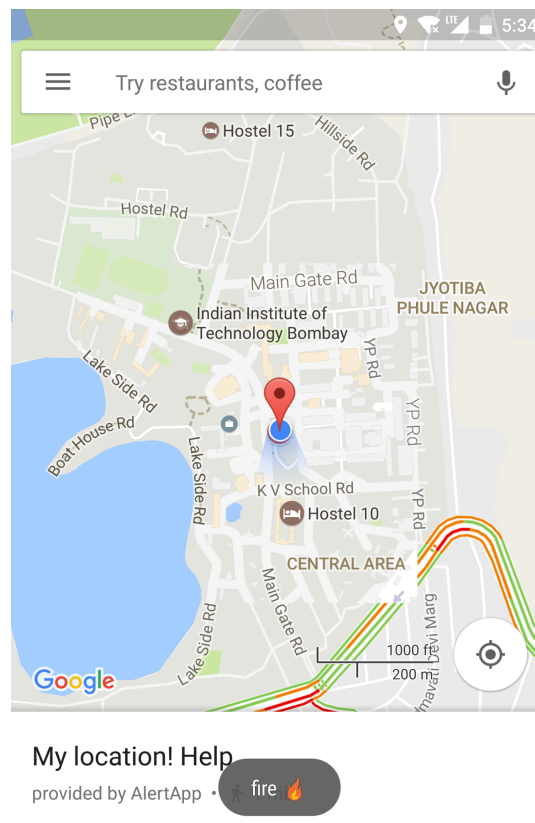 LTE 5:34
Try restaurants, coffee
Pipe
Hostel 15
Hillside Rd
Hostel Rd
Main Gate Rd
JYOTIBA
PHULE NAGAR
Indian Institute of
Technology Bombay
YP Rd
Lake Side Rd
YP Rd
Boat House Rd
Lake Side Rd
K V School Rd
YP Rd
Hostel 10
CENTRAL AREA
Main Gate Rd
Lake Side Rd
Devi Marg
1000 ft
200 m
Google
My location! Help
provided by AlertApp ·
fire 🔥